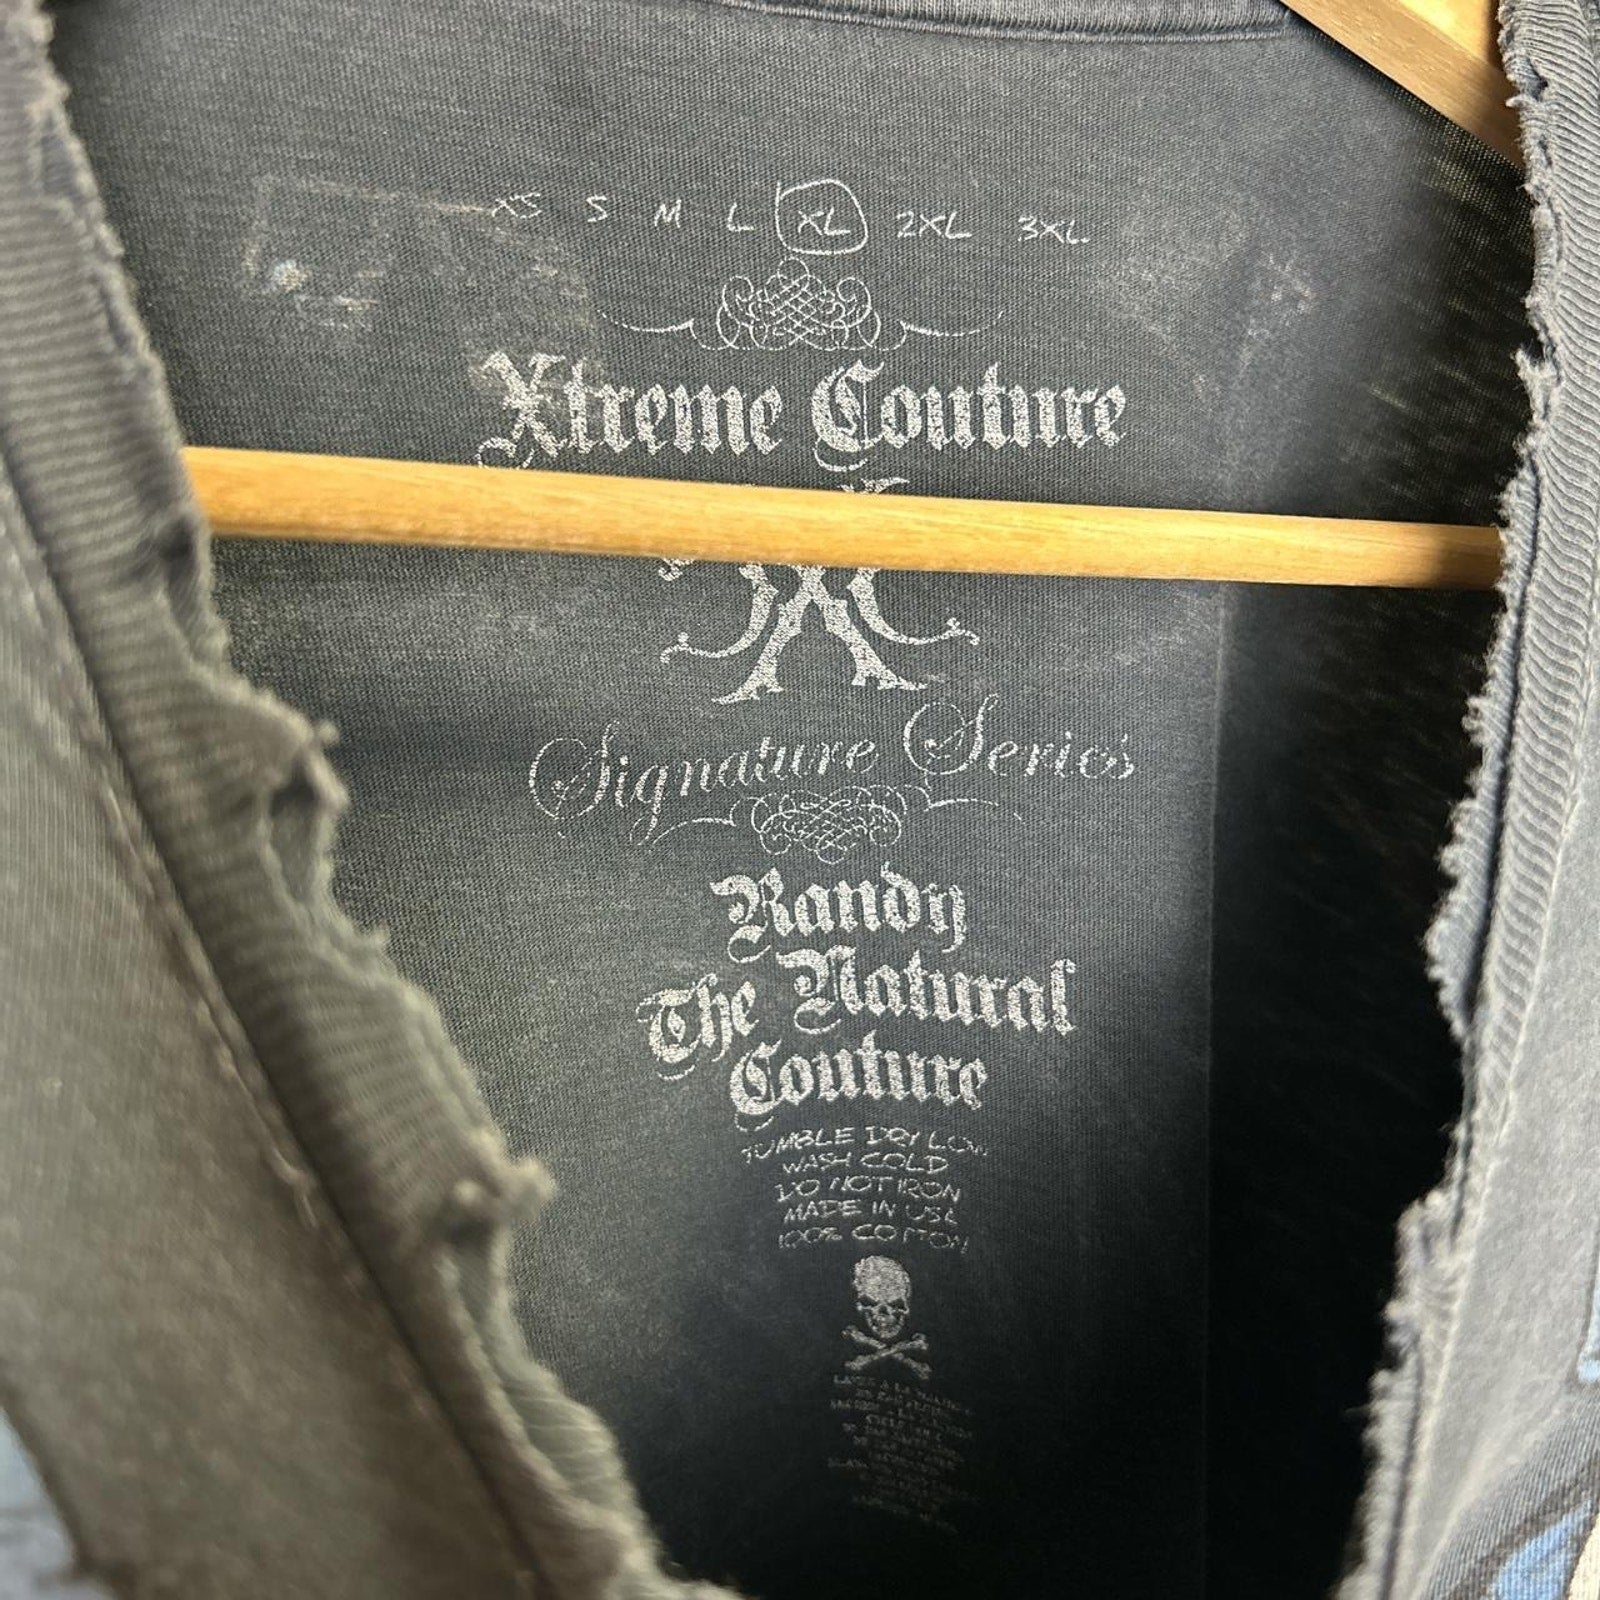 XS S M L XL 2XL 3XL
Xtreme Couture
Signature Series
Randy
The Natural
Couture
TUMBLE DRY LOW
WASH COLD
DO NOT IRON
MADE IN USA
100% COTTON